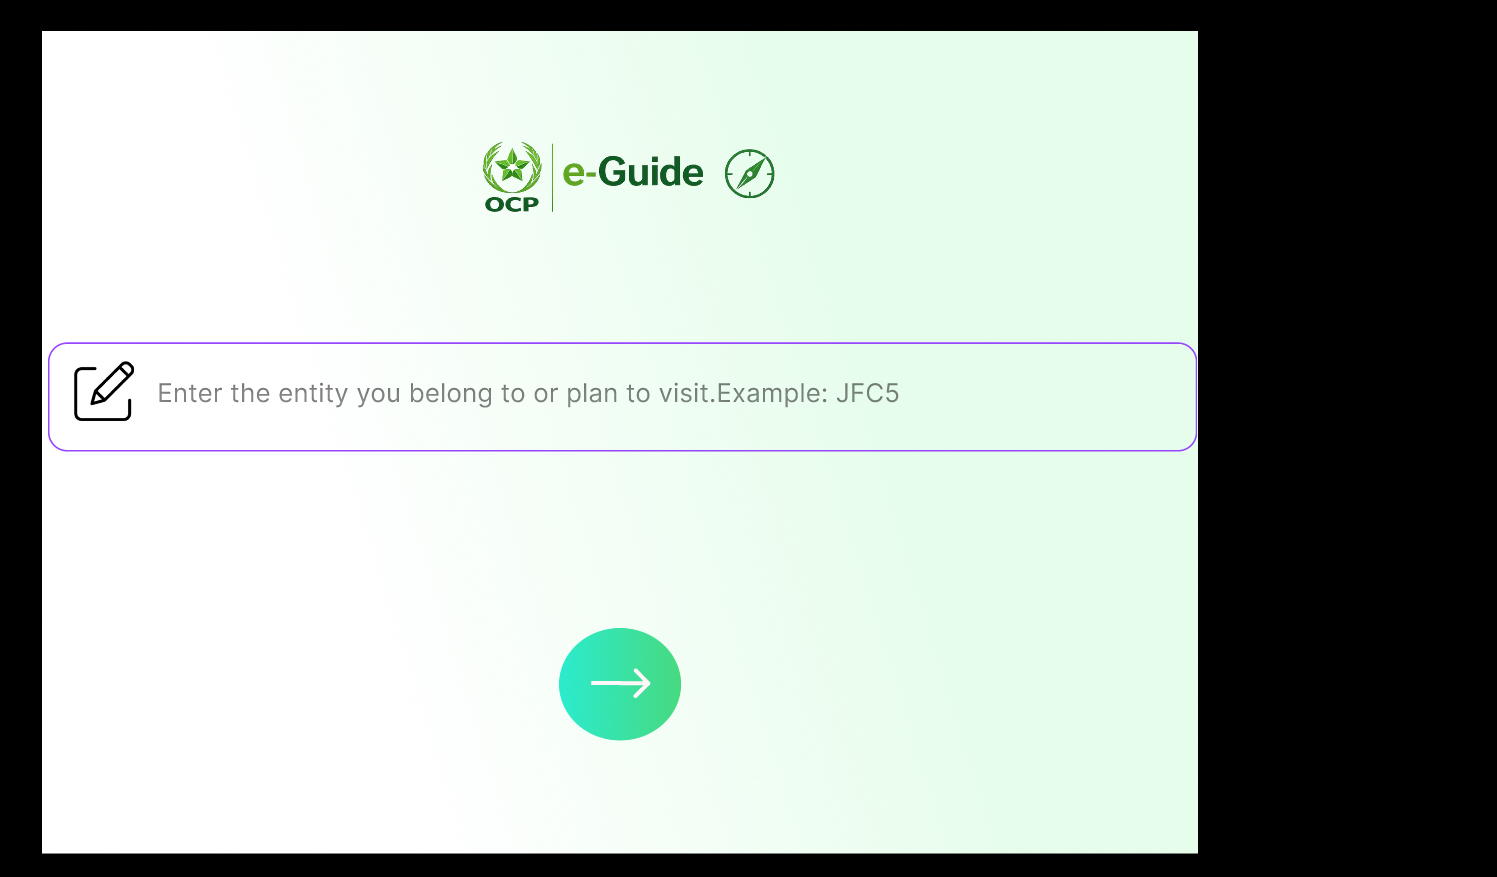 OCP
e-Guide
Enter the entity you belong to or plan to visit.Example: JFC5